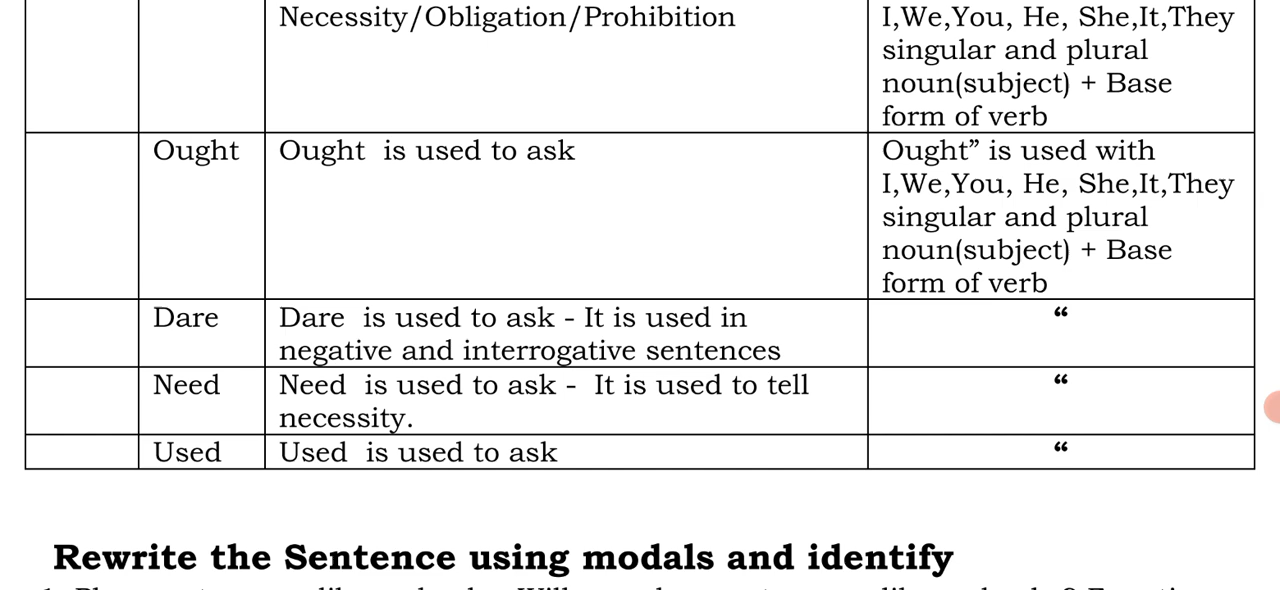 Necessity/Obligation/Prohibition
I,We,You, He, She,It,They
singular and plural
noun(subject) + Base
form of verb
Ought
Ought is used to ask
Ought” is used with
I,We,You, He, She,It,They
singular and plural
noun(subject) + Base
form of verb
Dare
Dare is used to ask - It is used in
negative and interrogative sentences
“
Need
Need is used to ask - It is used to tell
necessity.
“
Used
Used is used to ask
“
Rewrite the Sentence using modals and identify